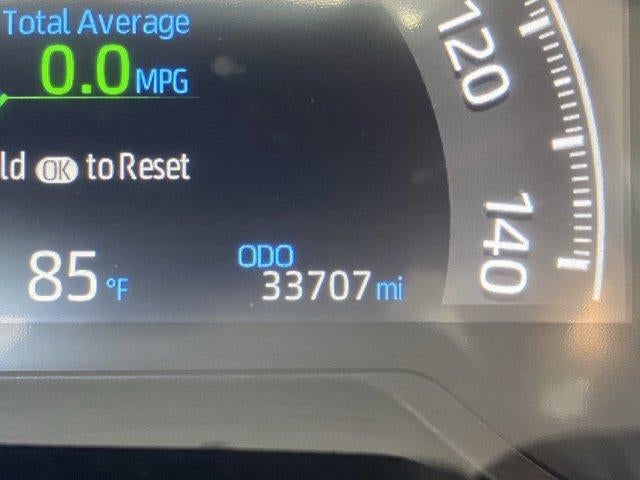 Total Average
0.0 MPG
ld OK to Reset
85 °F
ODO
33707 mi
120
140